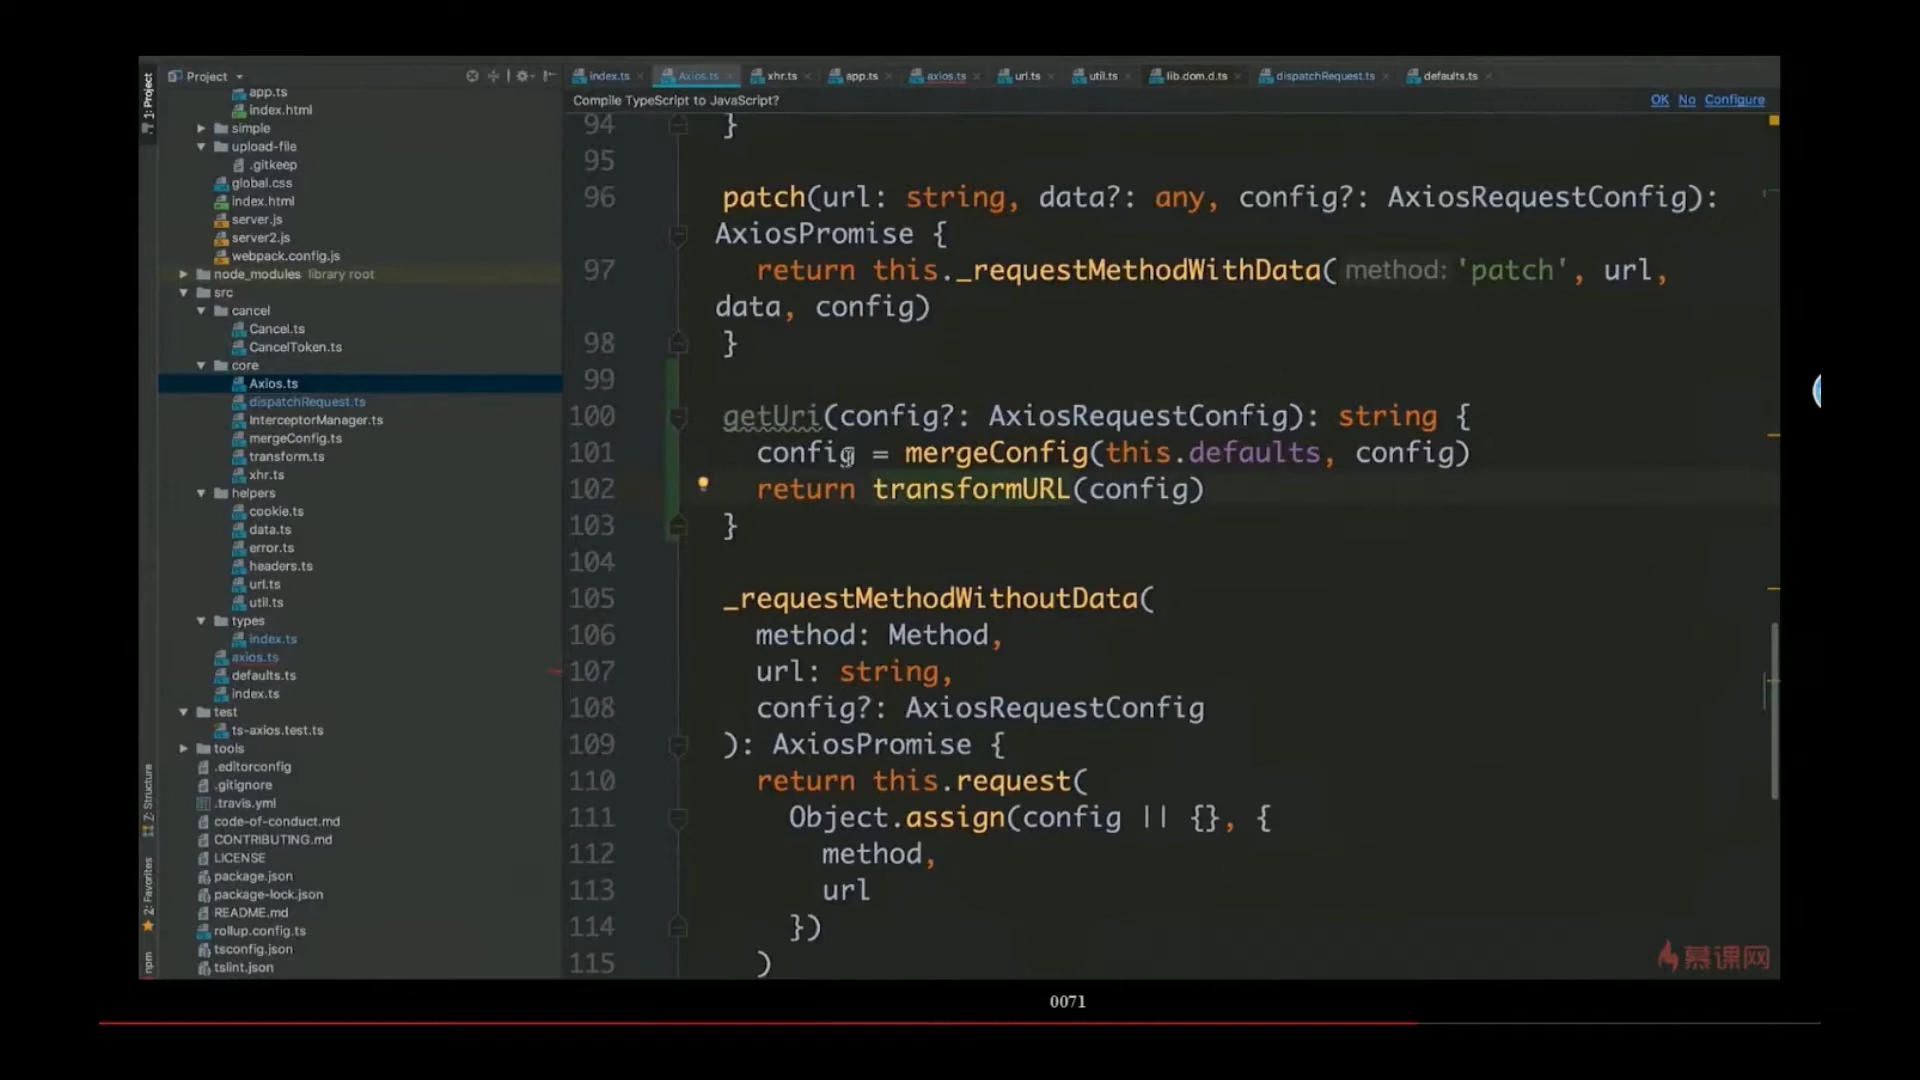 1: Project
Project
index.ts
Axios.ts
xhr.ts
app.ts
axios.ts
url.ts
util.ts
lib.dom.d.ts
dispatchRequest.ts
defaults.ts
Compile TypeScript to JavaScript?
OK No Configure
app.ts
index.html
simple
upload-file
.gitkeep
global.css
index.html
server.js
server2.js
webpack.config.js
node_modules library root
src
cancel
Cancel.ts
CancelToken.ts
core
Axios.ts
dispatchRequest.ts
InterceptorManager.ts
mergeConfig.ts
transform.ts
xhr.ts
helpers
cookie.ts
data.ts
error.ts
headers.ts
url.ts
util.ts
types
index.ts
axios.ts
defaults.ts
index.ts
test
ts-axios.test.ts
tools
.editorconfig
.gitignore
.travis.yml
code-of-conduct.md
CONTRIBUTING.md
LICENSE
package.json
package-lock.json
README.md
rollup.config.ts
tsconfig.json
tslint.json
7: Structure
2: Favorites
npm
94 }
95
96 patch(url: string, data?: any, config?: AxiosRequestConfig):
AxiosPromise {
97 return this._requestMethodWithData( method: 'patch', url,
data, config)
98 }
99
100 getUri(config?: AxiosRequestConfig): string {
101 config = mergeConfig(this.defaults, config)
102 return transformURL(config)
103 }
104
105 _requestMethodWithoutData(
106 method: Method,
107 url: string,
108 config?: AxiosRequestConfig
109 ): AxiosPromise {
110 return this.request(
111 Object.assign(config || {}, {
112 method,
113 url
114 })
115 )
慕课网
0071